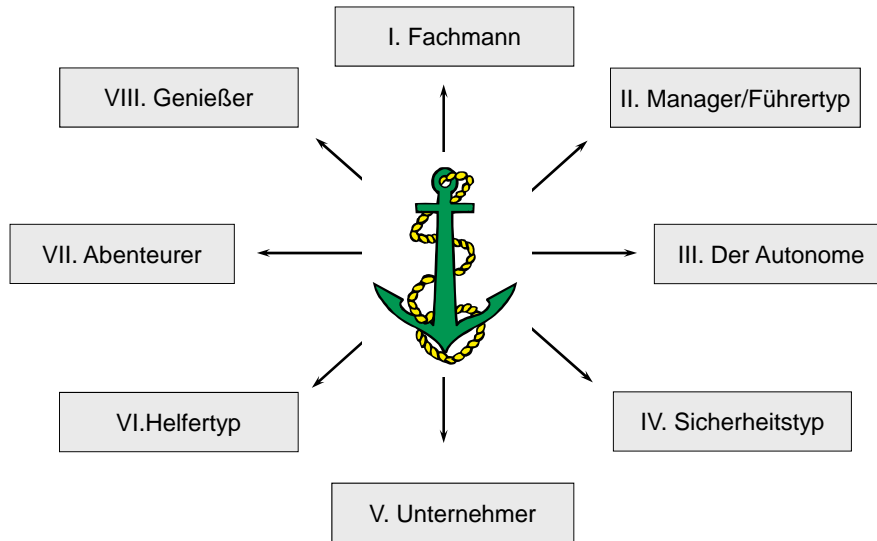 I. Fachmann
II. Manager/Führertyp
III. Der Autonome
IV. Sicherheitstyp
V. Unternehmer
VI.Helfertyp
VII. Abenteurer
VIII. Genießer